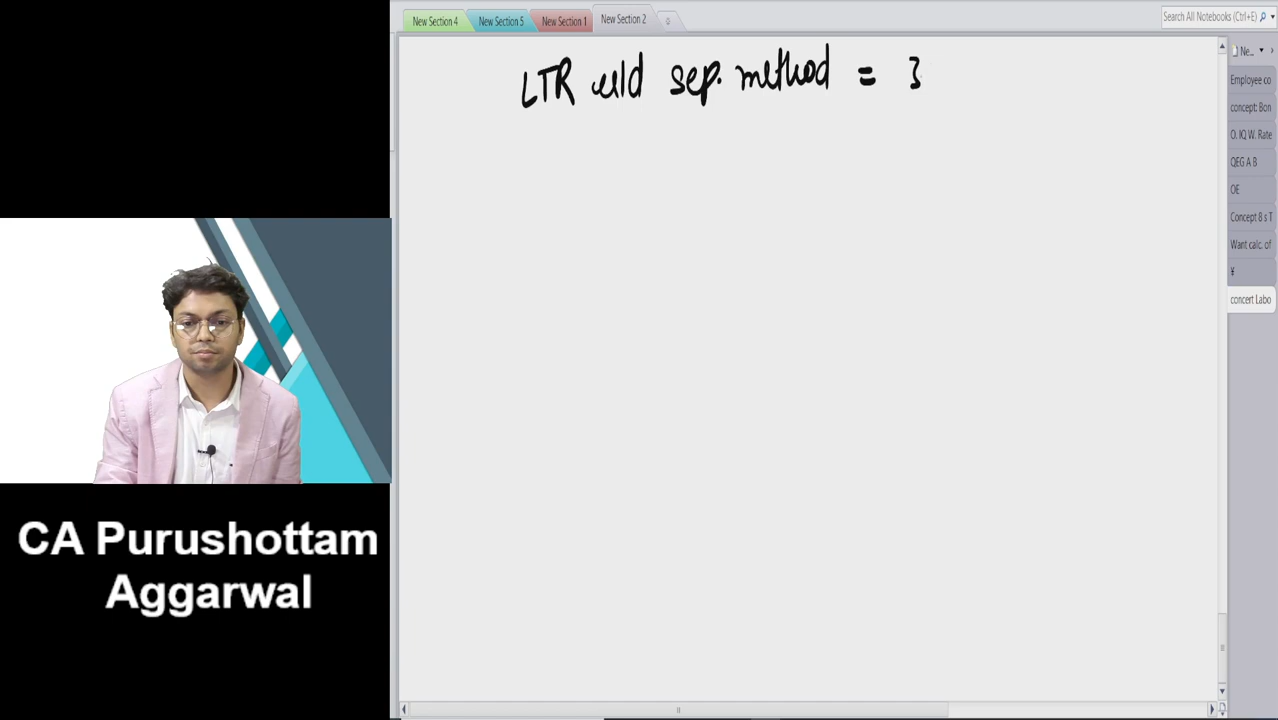 New Section 4
New Section 5
New Section 1
New Section 2
Search All Notebooks (Ctrl+E)
LTR u/d sep. method = 3
Ne...
Employee co
concept: Bon
O. IQ W. Rate
QEG A B
OE
Concept 8 s T
Want calc. of
¥
concert Labo
CA Purushottam
Aggarwal